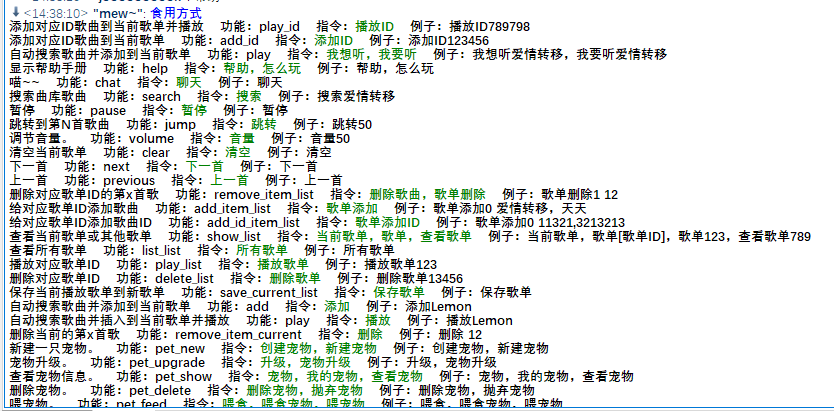 <14:38:10> "mew~": 食用方式
添加对应ID歌曲到当前歌单并播放 功能: play_id 指令: 播放ID 例子: 播放ID789798
添加对应ID歌曲到当前歌单 功能: add_id 指令: 添加ID 例子: 添加ID123456
自动搜索歌曲并添加到当前歌单 功能: play 指令: 我想听, 我要听 例子: 我想听爱情转移, 我要听爱情转移
显示帮助手册 功能: help 指令: 帮助, 怎么玩 例子: 帮助, 怎么玩
喵~~ 功能: chat 指令: 聊天 例子: 聊天
搜索曲库歌曲 功能: search 指令: 搜索 例子: 搜索爱情转移
暂停 功能: pause 指令: 暂停 例子: 暂停
跳转到第N首歌曲 功能: jump 指令: 跳转 例子: 跳转50
调节音量。 功能: volume 指令: 音量 例子: 音量50
清空当前歌单 功能: clear 指令: 清空 例子: 清空
下一首 功能: next 指令: 下一首 例子: 下一首
上一首 功能: previous 指令: 上一首 例子: 上一首
删除对应歌单ID的第x首歌 功能: remove_item_list 指令: 删除歌曲, 歌单删除 例子: 歌单删除1 12
给对应歌单ID添加歌曲 功能: add_item_list 指令: 歌单添加 例子: 歌单添加0 爱情转移, 天天
给对应歌单ID添加歌曲ID 功能: add_id_item_list 指令: 歌单添加ID 例子: 歌单添加0 11321,3213213
查看当前歌单或其他歌单 功能: show_list 指令: 当前歌单, 歌单, 查看歌单 例子: 当前歌单, 歌单[歌单ID], 歌单123, 查看歌单789
查看所有歌单 功能: list_list 指令: 所有歌单 例子: 所有歌单
播放对应歌单ID 功能: play_list 指令: 播放歌单 例子: 播放歌单123
删除对应歌单ID 功能: delete_list 指令: 删除歌单 例子: 删除歌单13456
保存当前播放歌单到新歌单 功能: save_current_list 指令: 保存歌单 例子: 保存歌单
自动搜索歌曲并添加到当前歌单 功能: add 指令: 添加 例子: 添加Lemon
自动搜索歌曲并插入到当前歌单并播放 功能: play 指令: 播放 例子: 播放Lemon
删除当前的第x首歌 功能: remove_item_current 指令: 删除 例子: 删除 12
新建一只宠物。 功能: pet_new 指令: 创建宠物, 新建宠物 例子: 创建宠物, 新建宠物
宠物升级。 功能: pet_upgrade 指令: 升级, 宠物升级 例子: 升级, 宠物升级
查看宠物信息。 功能: pet_show 指令: 宠物, 我的宠物, 查看宠物 例子: 宠物, 我的宠物, 查看宠物
删除宠物。 功能: pet_delete 指令: 删除宠物, 抛弃宠物 例子: 删除宠物, 抛弃宠物
喂宠物。 功能: pet_feed 指令: 喂食, 喂食宠物, 喂宠物 例子: 喂食, 喂食宠物, 喂宠物